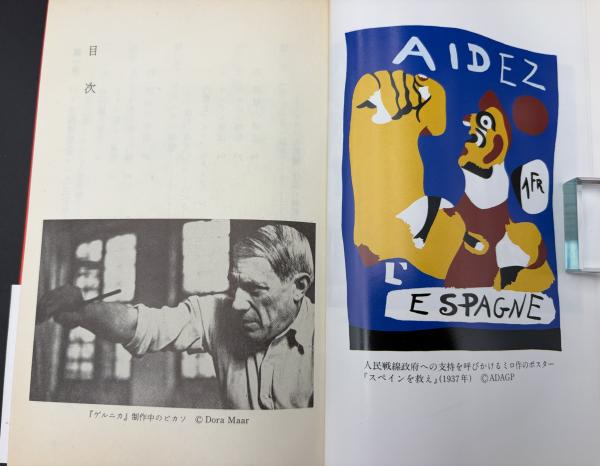 目次
『ゲルニカ』制作中のピカソ ©Dora Maar
AIDEZ
1FR
L'
ESPAGNE
人民戦線政府への支持を呼びかけるミロ作のポスター
『スペインを救え』(1937年) ©ADAGP